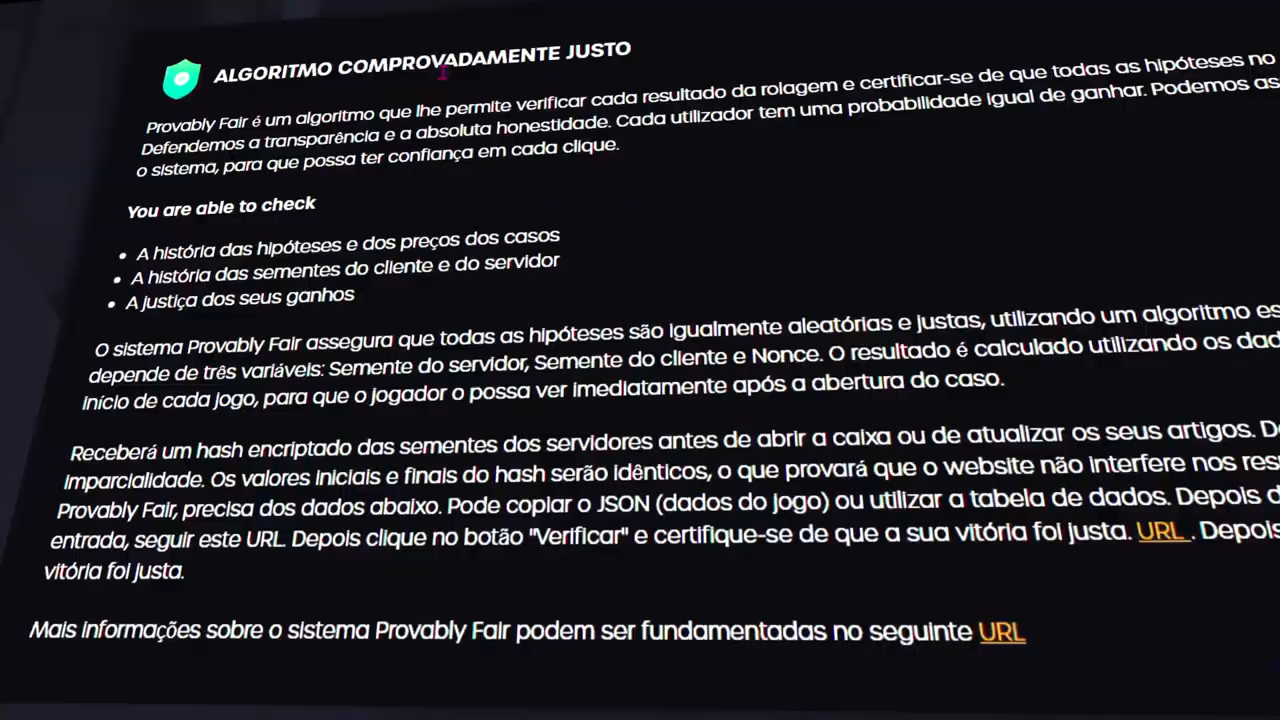 ALGORITMO COMPROVADAMENTE JUSTO
Provably Fair é um algoritmo que lhe permite verificar cada resultado da rolagem e certificar-se de que todas as hipóteses no
Defendemos a transparência e a absoluta honestidade. Cada utilizador tem uma probabilidade igual de ganhar. Podemos as
o sistema, para que possa ter confiança em cada clique.
You are able to check
• A história das hipóteses e dos preços dos casos
• A história das sementes do cliente e do servidor
• A justiça dos seus ganhos
O sistema Provably Fair assegura que todas as hipóteses são igualmente aleatórias e justas, utilizando um algoritmo es
depende de três variáveis: Semente do servidor, Semente do cliente e Nonce. O resultado é calculado utilizando os dad
início de cada jogo, para que o jogador o possa ver imediatamente após a abertura do caso.
Receberá um hash encriptado das sementes dos servidores antes de abrir a caixa ou de atualizar os seus artigos. De
imparcialidade. Os valores iniciais e finais do hash serão idênticos, o que provará que o website não interfere nos res
Provably Fair, precisa dos dados abaixo. Pode copiar o JSON (dados do jogo) ou utilizar a tabela de dados. Depois d
entrada, seguir este URL. Depois clique no botão "Verificar" e certifique-se de que a sua vitória foi justa. URL . Depois
vitória foi justa.
Mais informações sobre o sistema Provably Fair podem ser fundamentadas no seguinte URL